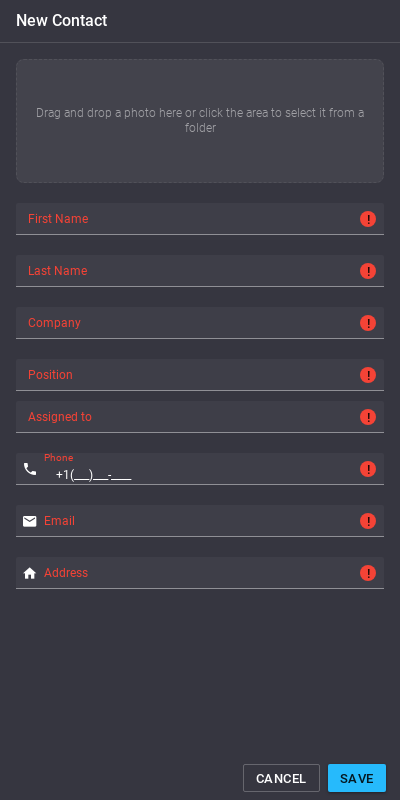 New Contact
Drag and drop a photo here or click the area to select it from a
folder
First Name
Last Name
Company
Position
Assigned to
Phone
+1(___)___-____
Email
Address
CANCEL SAVE